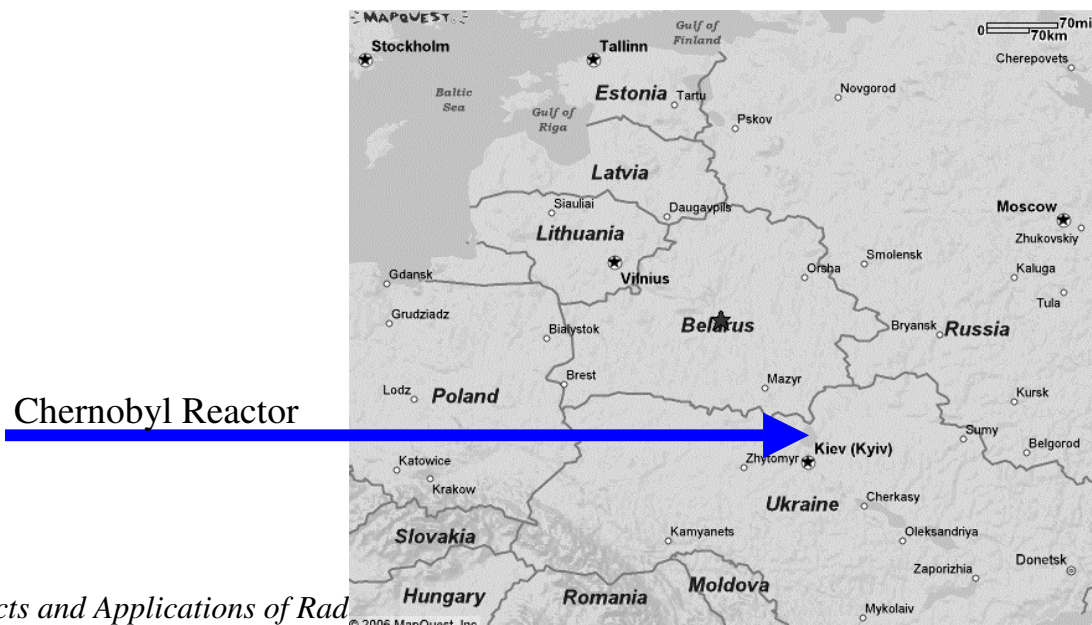 MAPQUEST
Gulf of
Finland
0 70mi
70km
Stockholm
Tallinn
Cherepovets
Baltic
Sea
Estonia
Tartu
Novgorod
Gulf of
Riga
Pskov
Latvia
Siauliai
Daugavpils
Moscow
Lithuania
Zhukovskiy
Smolensk
Vilnius
Orsha
Kaluga
Gdansk
Tula
Grudziadz
Belarus
Bryansk
Russia
Bialystok
Brest
Mazyr
Lodz
Poland
Kursk
Chernobyl Reactor
Sumy
Belgorod
Kiev (Kyiv)
Zhytomyr
Katowice
Krakow
Ukraine
Cherkasy
Slovakia
Kamyanets
Oleksandriya
Donetsk
Zaporizhia
Moldova
Hungary
Romania
cts and Applications of Rad
Mykolaiv
© 2006 MapQuest, Inc.